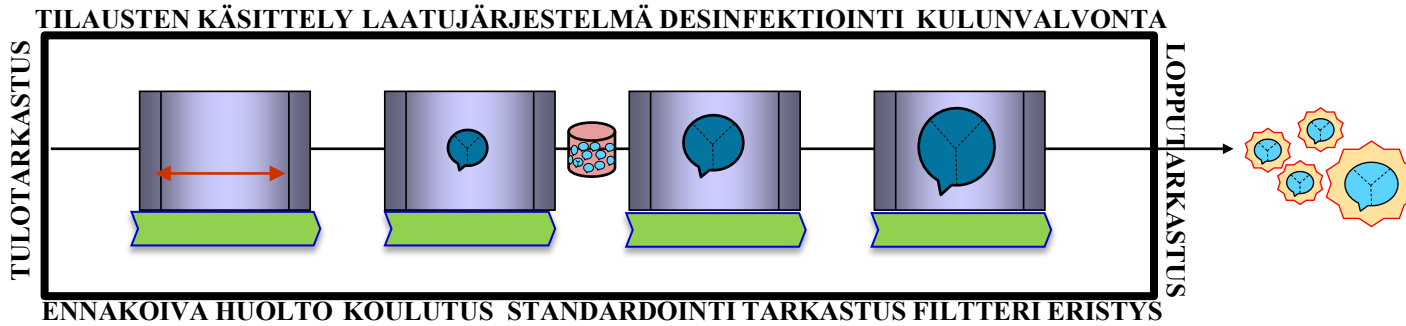 TILAUSTEN KÄSITTELY LAATUJÄRJESTELMÄ DESINFEKTIOINTI KULUNVALVONTA
TULOTARKASTUS
LOPPUTARKASTUS
ENNAKOIVA HUOLTO KOULUTUS STANDARDOINTI TARKASTUS FILTTERI ERISTYS